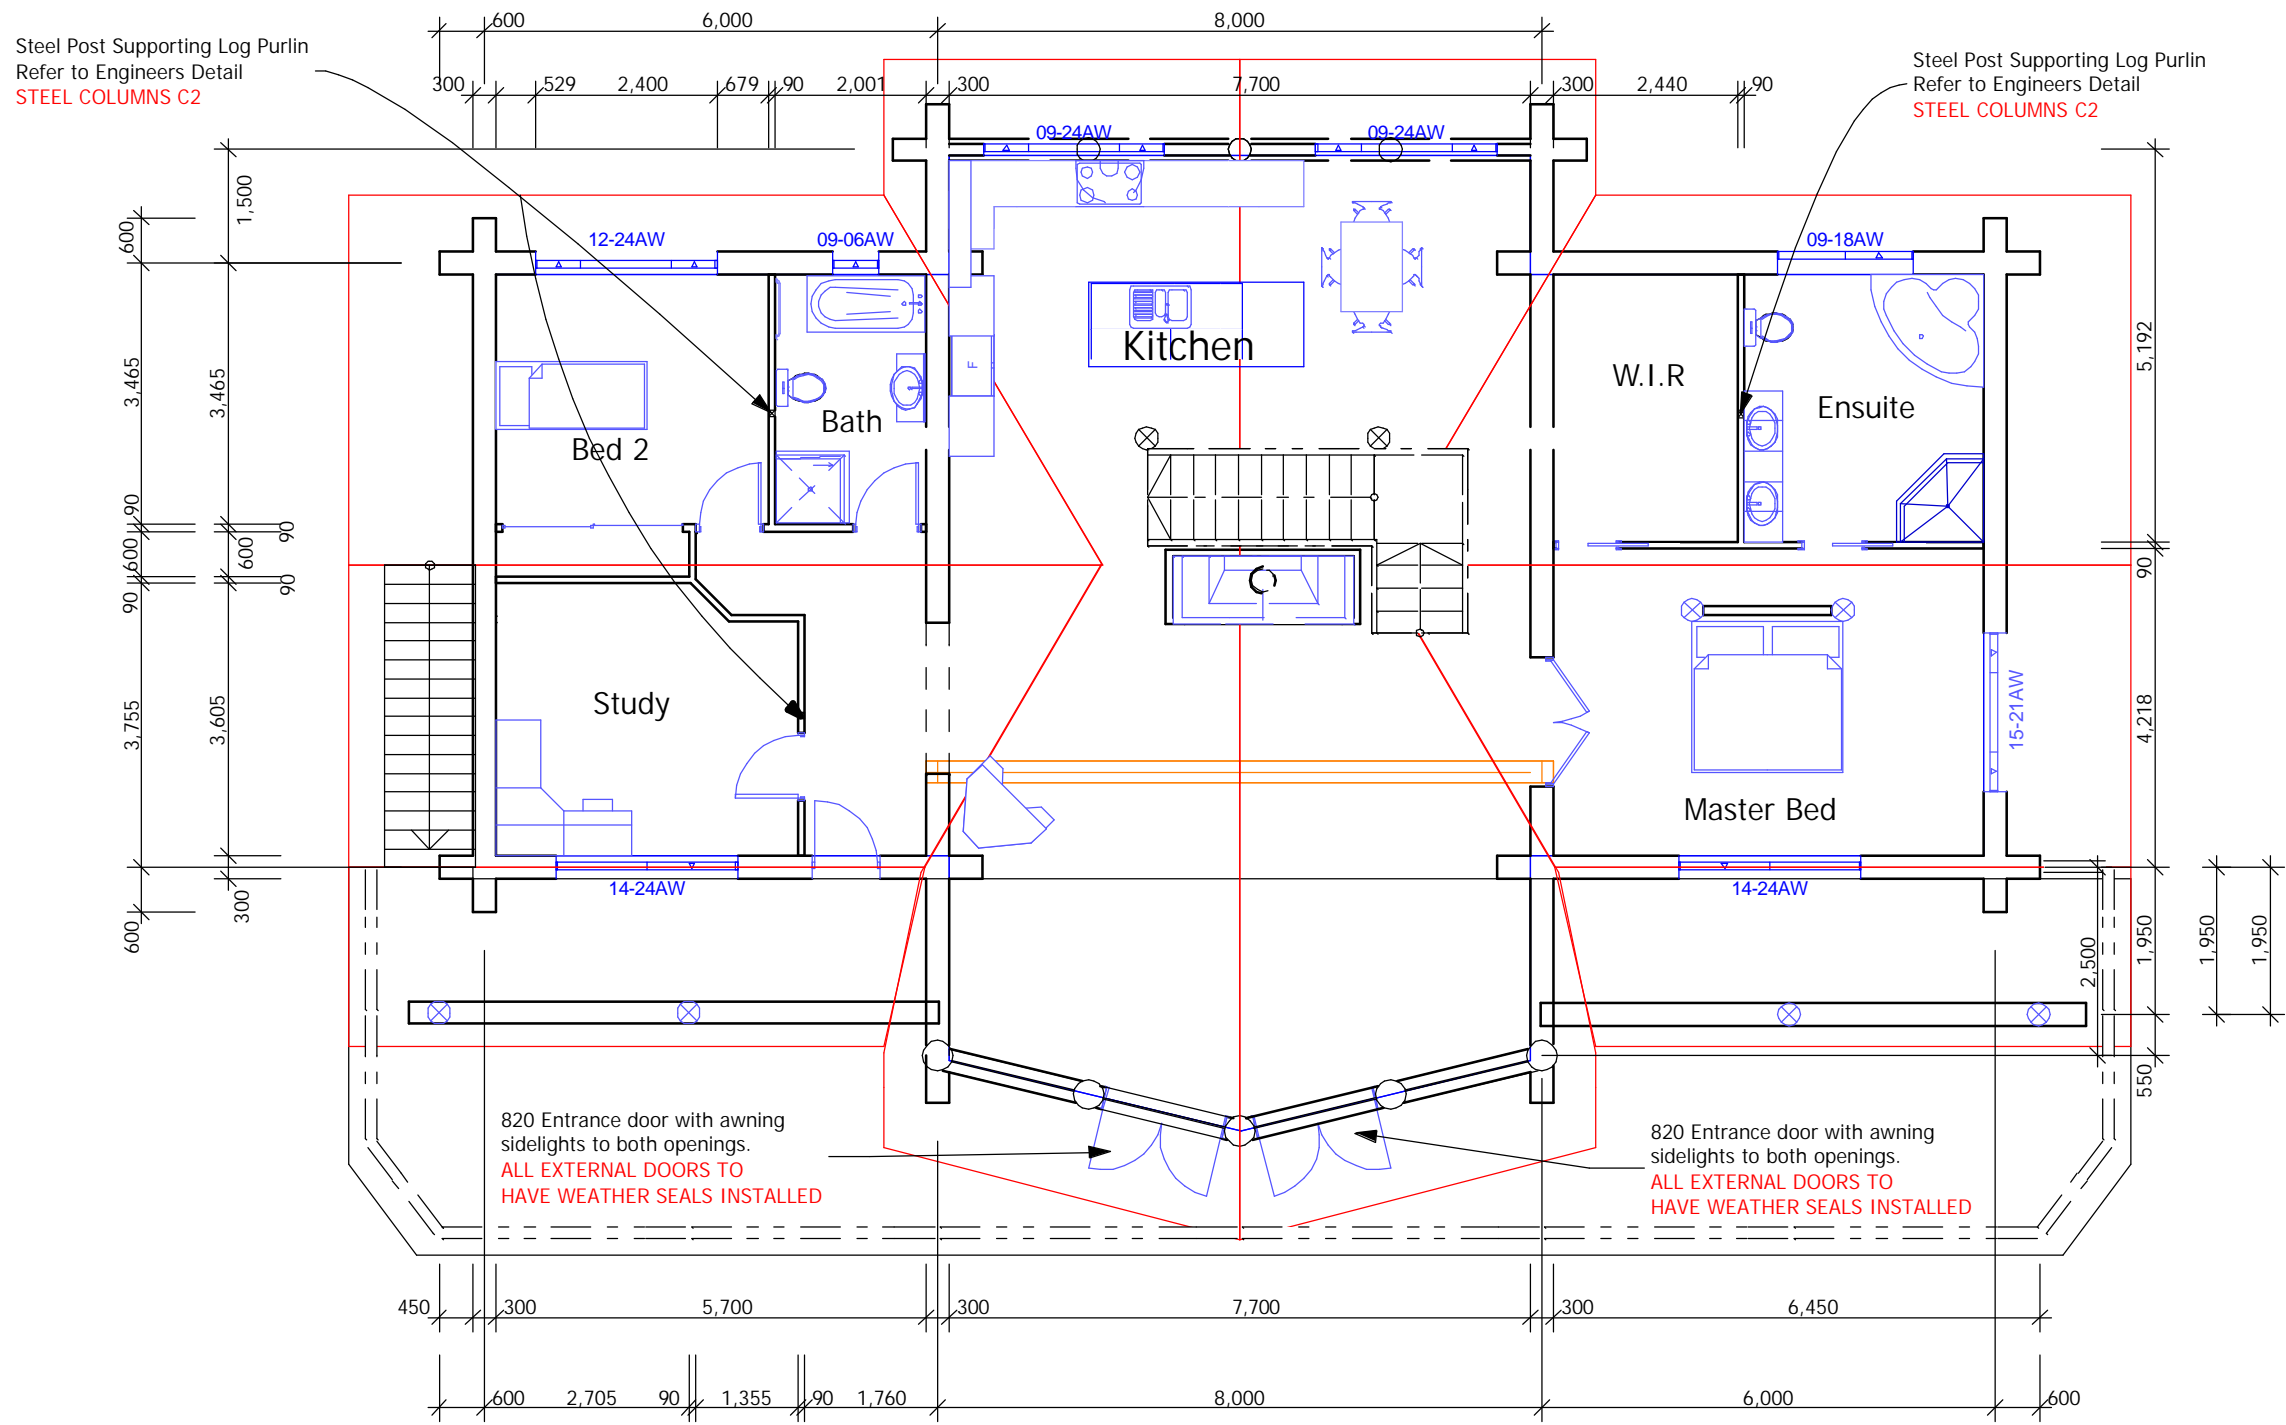 600
6,000
8,000
Steel Post Supporting Log Purlin
Refer to Engineers Detail
STEEL COLUMNS C2
Steel Post Supporting Log Purlin
Refer to Engineers Detail
STEEL COLUMNS C2
300
529
2,400
679
90
2,001
300
7,700
300
2,440
90
09-24AW
09-24AW
12-24AW
09-06AW
09-18AW
1,500
600
3,465
3,465
90
90
600
600
90
90
3,755
3,605
300
600
5,192
90
4,218
1,950
2,500
550
1,950
1,950
Kitchen
W.I.R
Ensuite
F
Bath
Bed 2
Study
Master Bed
15-21AW
14-24AW
14-24AW
820 Entrance door with awning
sidelights to both openings.
ALL EXTERNAL DOORS TO
HAVE WEATHER SEALS INSTALLED
820 Entrance door with awning
sidelights to both openings.
ALL EXTERNAL DOORS TO
HAVE WEATHER SEALS INSTALLED
450
300
5,700
300
7,700
300
6,450
600
2,705
90
1,355
90
1,760
8,000
6,000
600